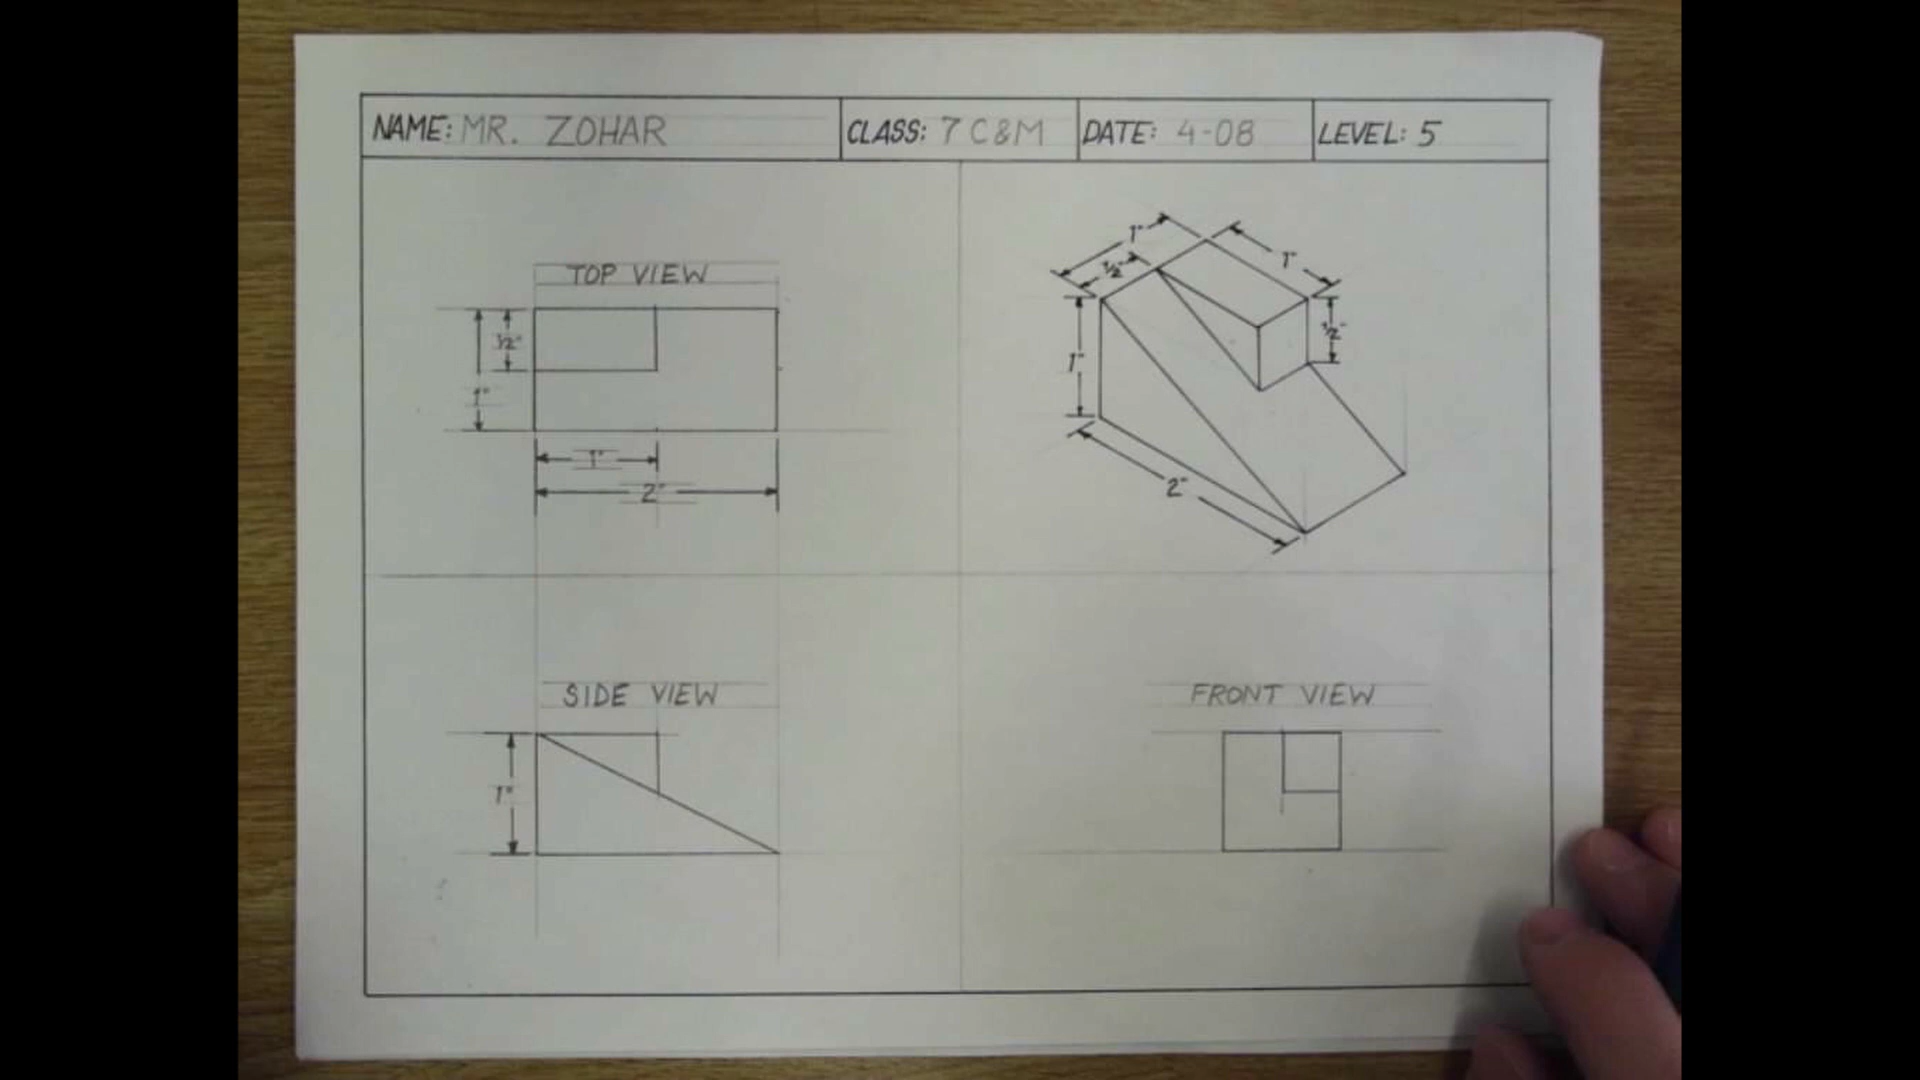 NAME: MR. ZOHAR
CLASS: 7 C&M
DATE: 4-08
LEVEL: 5
TOP VIEW
1/2"
1"
1"
2"
1"
1/2"
1"
1/2"
1"
2"
SIDE VIEW
1"
FRONT VIEW